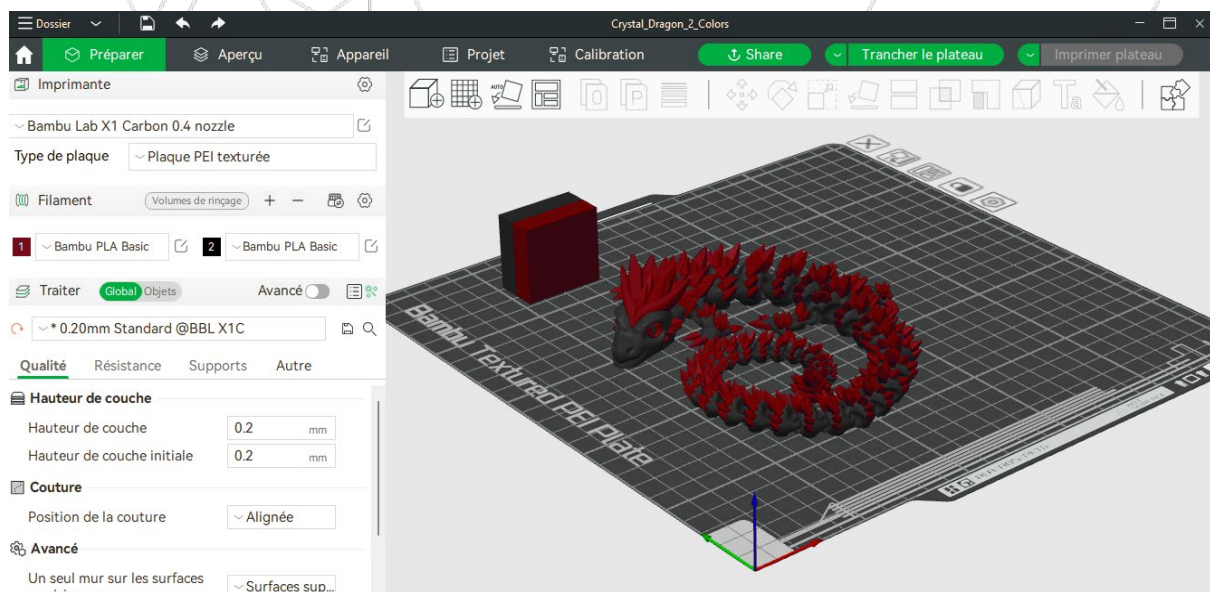 Dossier
Crystal_Dragon_2_Colors
Préparer Aperçu Appareil Projet Calibration Share Trancher le plateau Imprimer plateau
Imprimante
Bambu Lab X1 Carbon 0.4 nozzle
Type de plaque Plaque PEI texturée
Filament Volumes de rinçage
1 Bambu PLA Basic 2 Bambu PLA Basic
Traiter Global Objets Avancé
* 0.20mm Standard @BBL X1C
Qualité Résistance Supports Autre
Hauteur de couche
Hauteur de couche 0.2 mm
Hauteur de couche initiale 0.2 mm
Couture
Position de la couture Alignée
Avancé
Un seul mur sur les surfaces
Surfaces sup...
AUTO
Bambu Textured PEI Plate
01